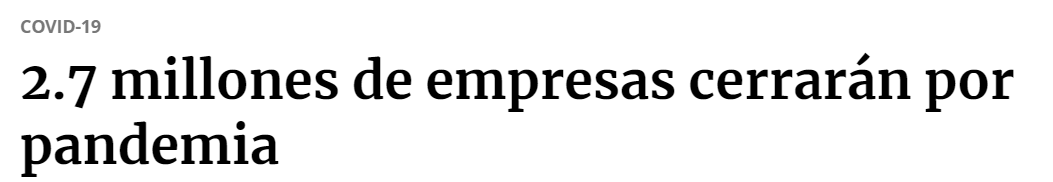 COVID-19
2.7 millones de empresas cerrarán por
pandemia